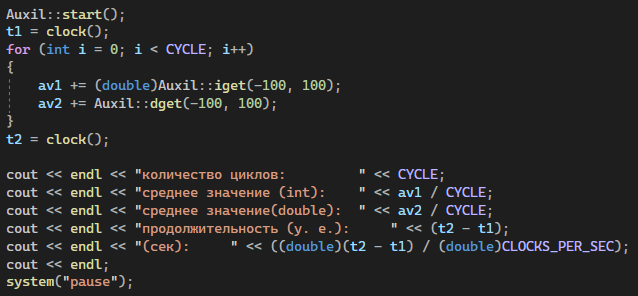 Auxil::start();
t1 = clock();
for (int i = 0; i < CYCLE; i++)
{
    av1 += (double)Auxil::iget(-100, 100);
    av2 += Auxil::dget(-100, 100);
}
t2 = clock();

cout << endl << "количество циклов:         " << CYCLE;
cout << endl << "среднее значение (int):    " << av1 / CYCLE;
cout << endl << "среднее значение(double):  " << av2 / CYCLE;
cout << endl << "продолжительность (у. е.):     " << (t2 - t1);
cout << endl << "(сек):     " << ((double)(t2 - t1) / (double)CLOCKS_PER_SEC);
cout << endl;
system("pause");